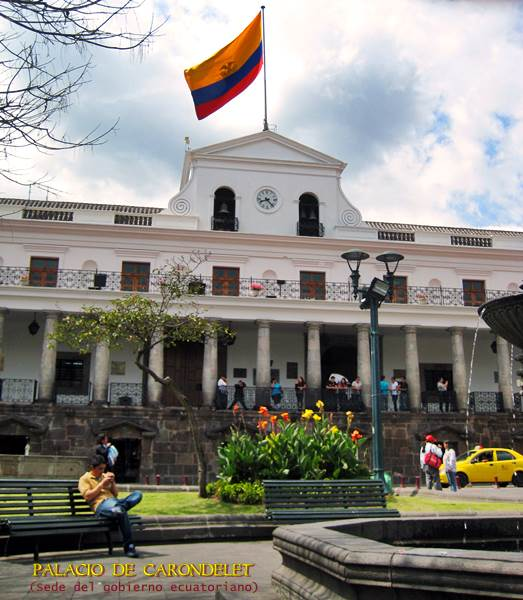 PALACIO DE CARONDELET
(Sede del gobierno ecuatoriano)